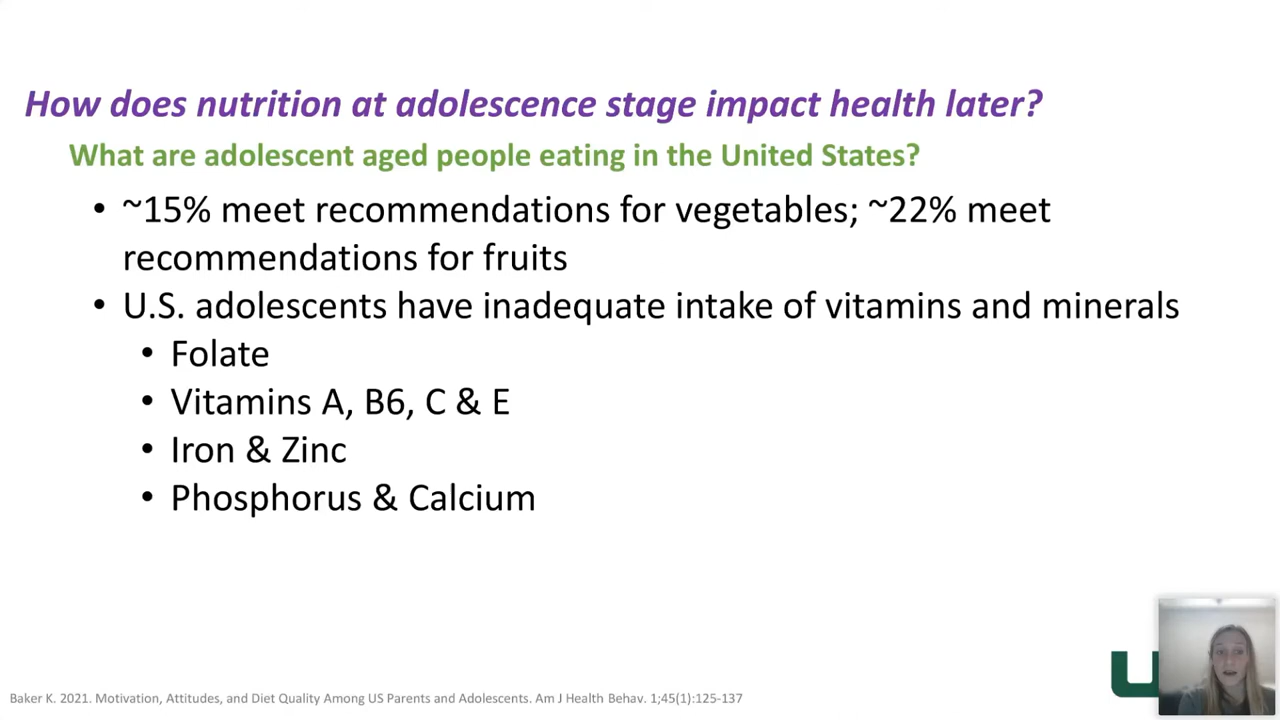 How does nutrition at adolescence stage impact health later?
What are adolescent aged people eating in the United States?
• ~15% meet recommendations for vegetables; ~22% meet
recommendations for fruits
• U.S. adolescents have inadequate intake of vitamins and minerals
• Folate
• Vitamins A, B6, C & E
• Iron & Zinc
• Phosphorus & Calcium
Baker K. 2021. Motivation, Attitudes, and Diet Quality Among US Parents and Adolescents. Am J Health Behav. 1;45(1):125-137